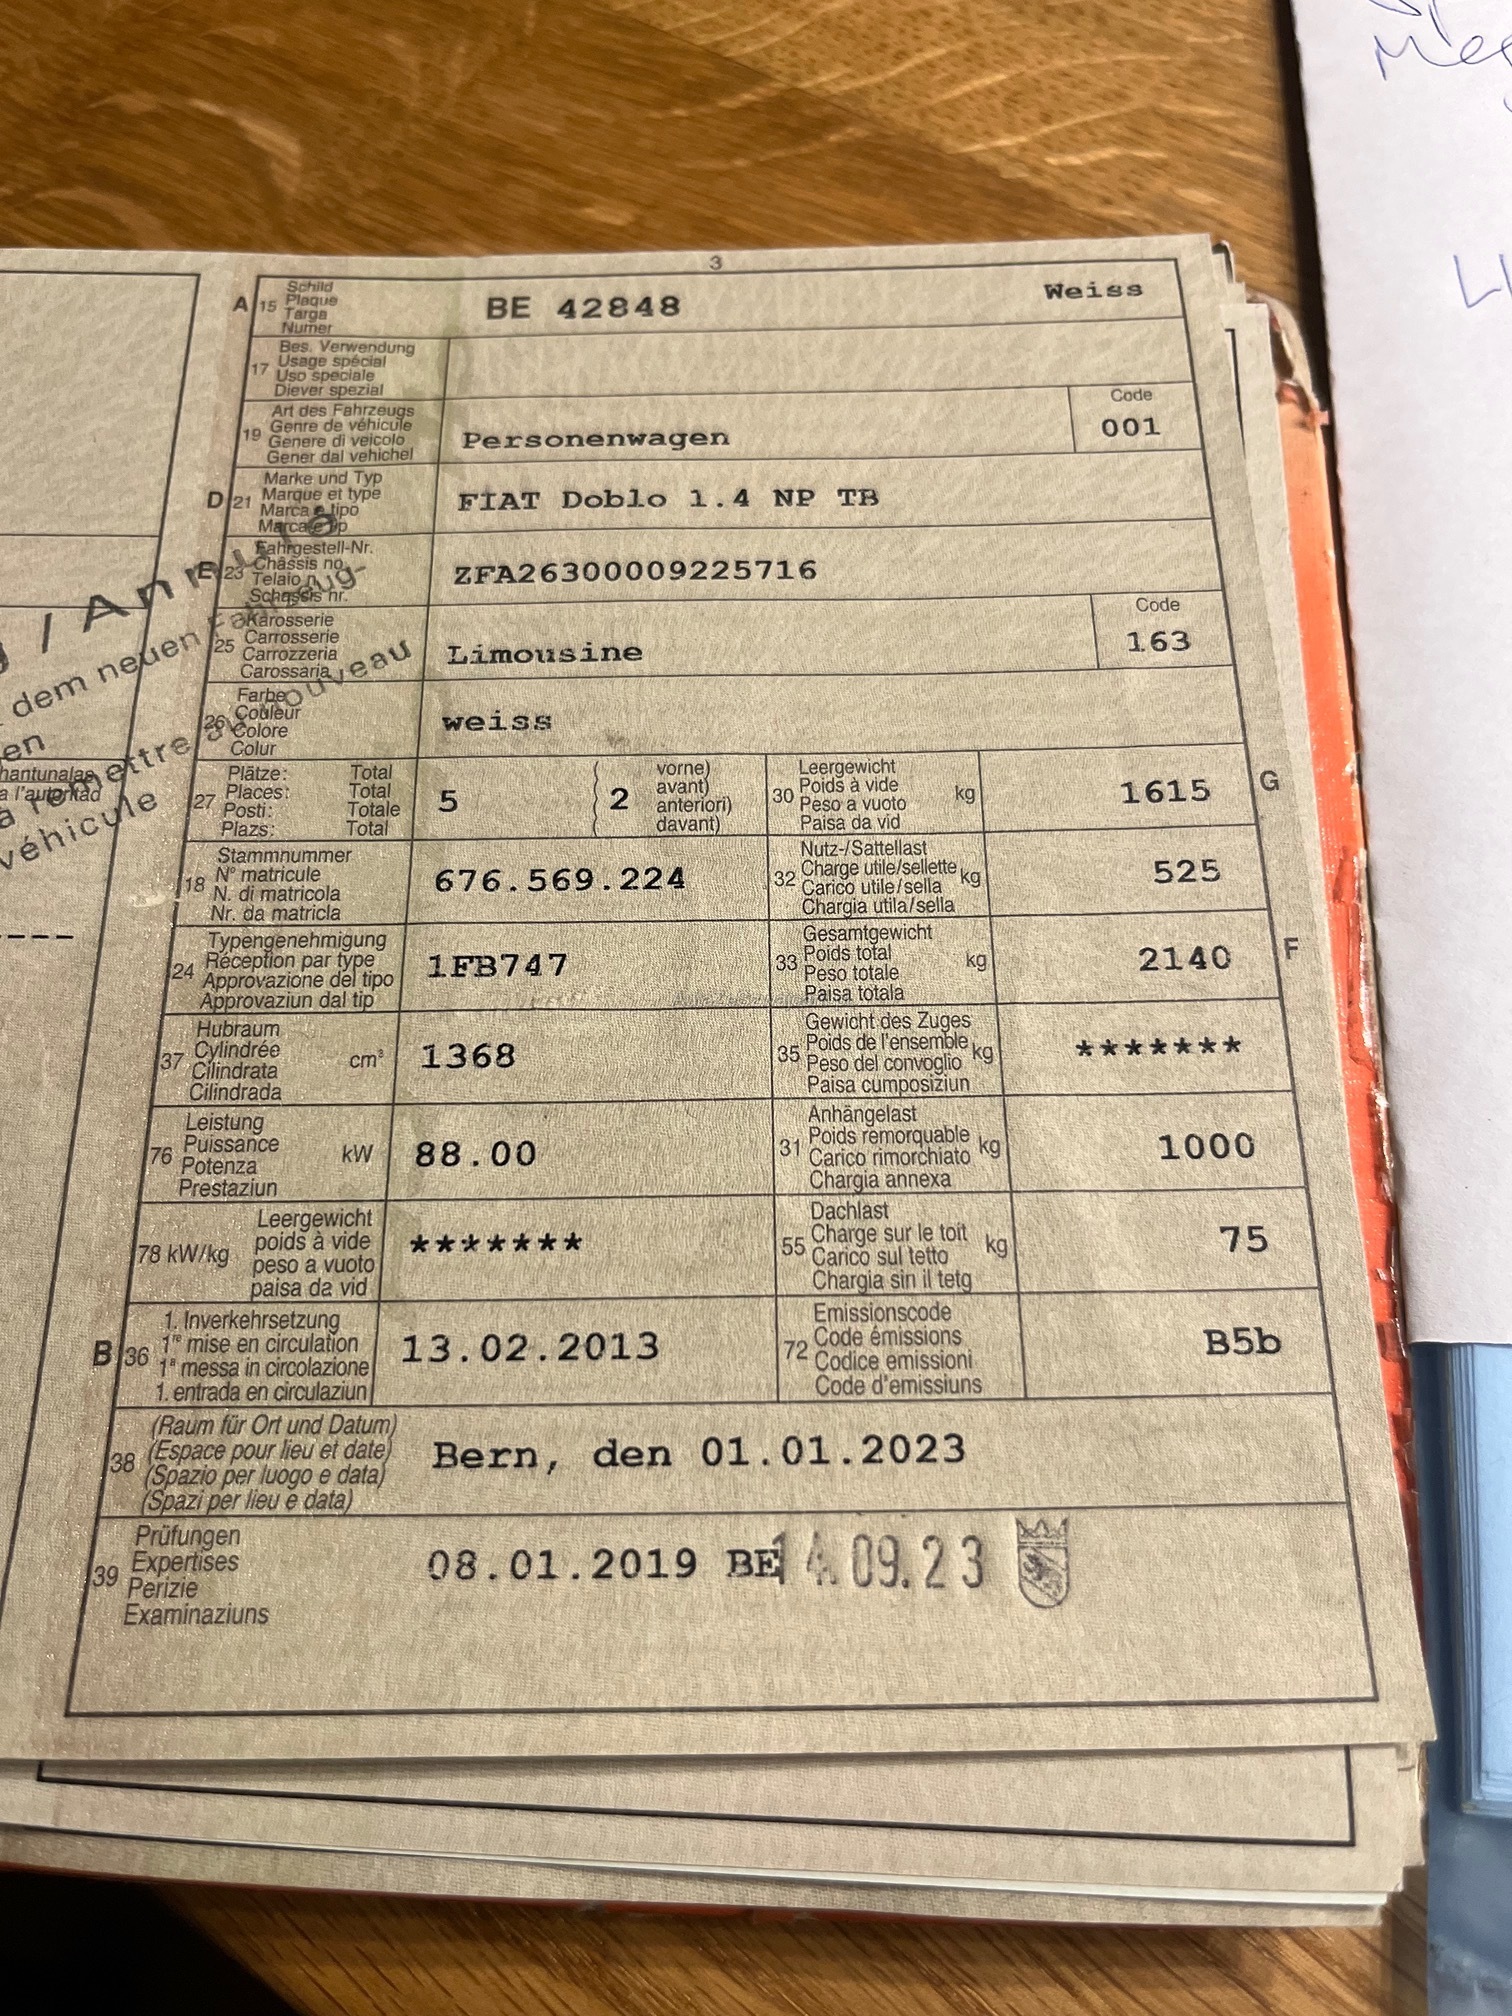 3
A 15 Schild
Plaque
Targa
Numer
BE 42848 Weiss
17 Bes. Verwendung
Usage spécial
Uso speciale
Diever spezial
19 Art des Fahrzeugs
Genre de véhicule
Genere di veicolo
Gener dal vehichel
Personenwagen
Code
001
D 21 Marke und Typ
Marque et type
Marca e tipo
Marca e tip
FIAT Doblo 1.4 NP TB
E 23 Fahrgestell-Nr.
Châssis no
Telaio n.
Schassis nr.
ZFA26300009225716
25 Karosserie
Carrosserie
Carrozzeria
Carossaria
Limousine
Code
163
26 Farbe
Couleur
Colore
Colur
weiss
27 Plätze: Total
Places: Total
Posti: Totale
Plazs: Total
5 ( 2 vorne)
avant)
anteriori)
davant)
30 Leergewicht
Poids à vide
Peso a vuoto
Paisa da vid
kg 1615 G
18 Stammnummer
N° matricule
N. di matricola
Nr. da matricla
676.569.224
32 Nutz-/Sattellast
Charge utile/sellette
Carico utile/sella
Chargia utila/sella
kg 525
24 Typengenehmigung
Réception par type
Approvazione del tipo
Approvaziun dal tip
1FB747
33 Gesamtgewicht
Poids total
Peso totale
Paisa totala
kg 2140 F
37 Hubraum
Cylindrée
Cilindrata
Cilindrada
cm³ 1368
35 Gewicht des Zuges
Poids de l'ensemble
Peso del convoglio
Paisa cumposiziun
kg *******
76 Leistung
Puissance
Potenza
Prestaziun
kW 88.00
31 Anhängelast
Poids remorquable
Carico rimorchiato
Chargia annexa
kg 1000
78 kW/kg Leergewicht
poids à vide
peso a vuoto
paisa da vid
*******
55 Dachlast
Charge sur le toit
Carico sul tetto
Chargia sin il tetg
kg 75
B 36 1. Inverkehrsetzung
1re mise en circulation
1a messa in circolazione
1. entrada en circulaziun
13.02.2013
72 Emissionscode
Code émissions
Codice emissioni
Code d'emissiuns
B5b
38 (Raum für Ort und Datum)
(Espace pour lieu et date)
(Spazio per luogo e data)
(Spazi per lieu e data)
Bern, den 01.01.2023
39 Prüfungen
Expertises
Perizie
Examinaziuns
08.01.2019 BE 14.09.23
/ Annulé
dem neuen Fahrzeug-
en
à remettre au nouveau
véhicule